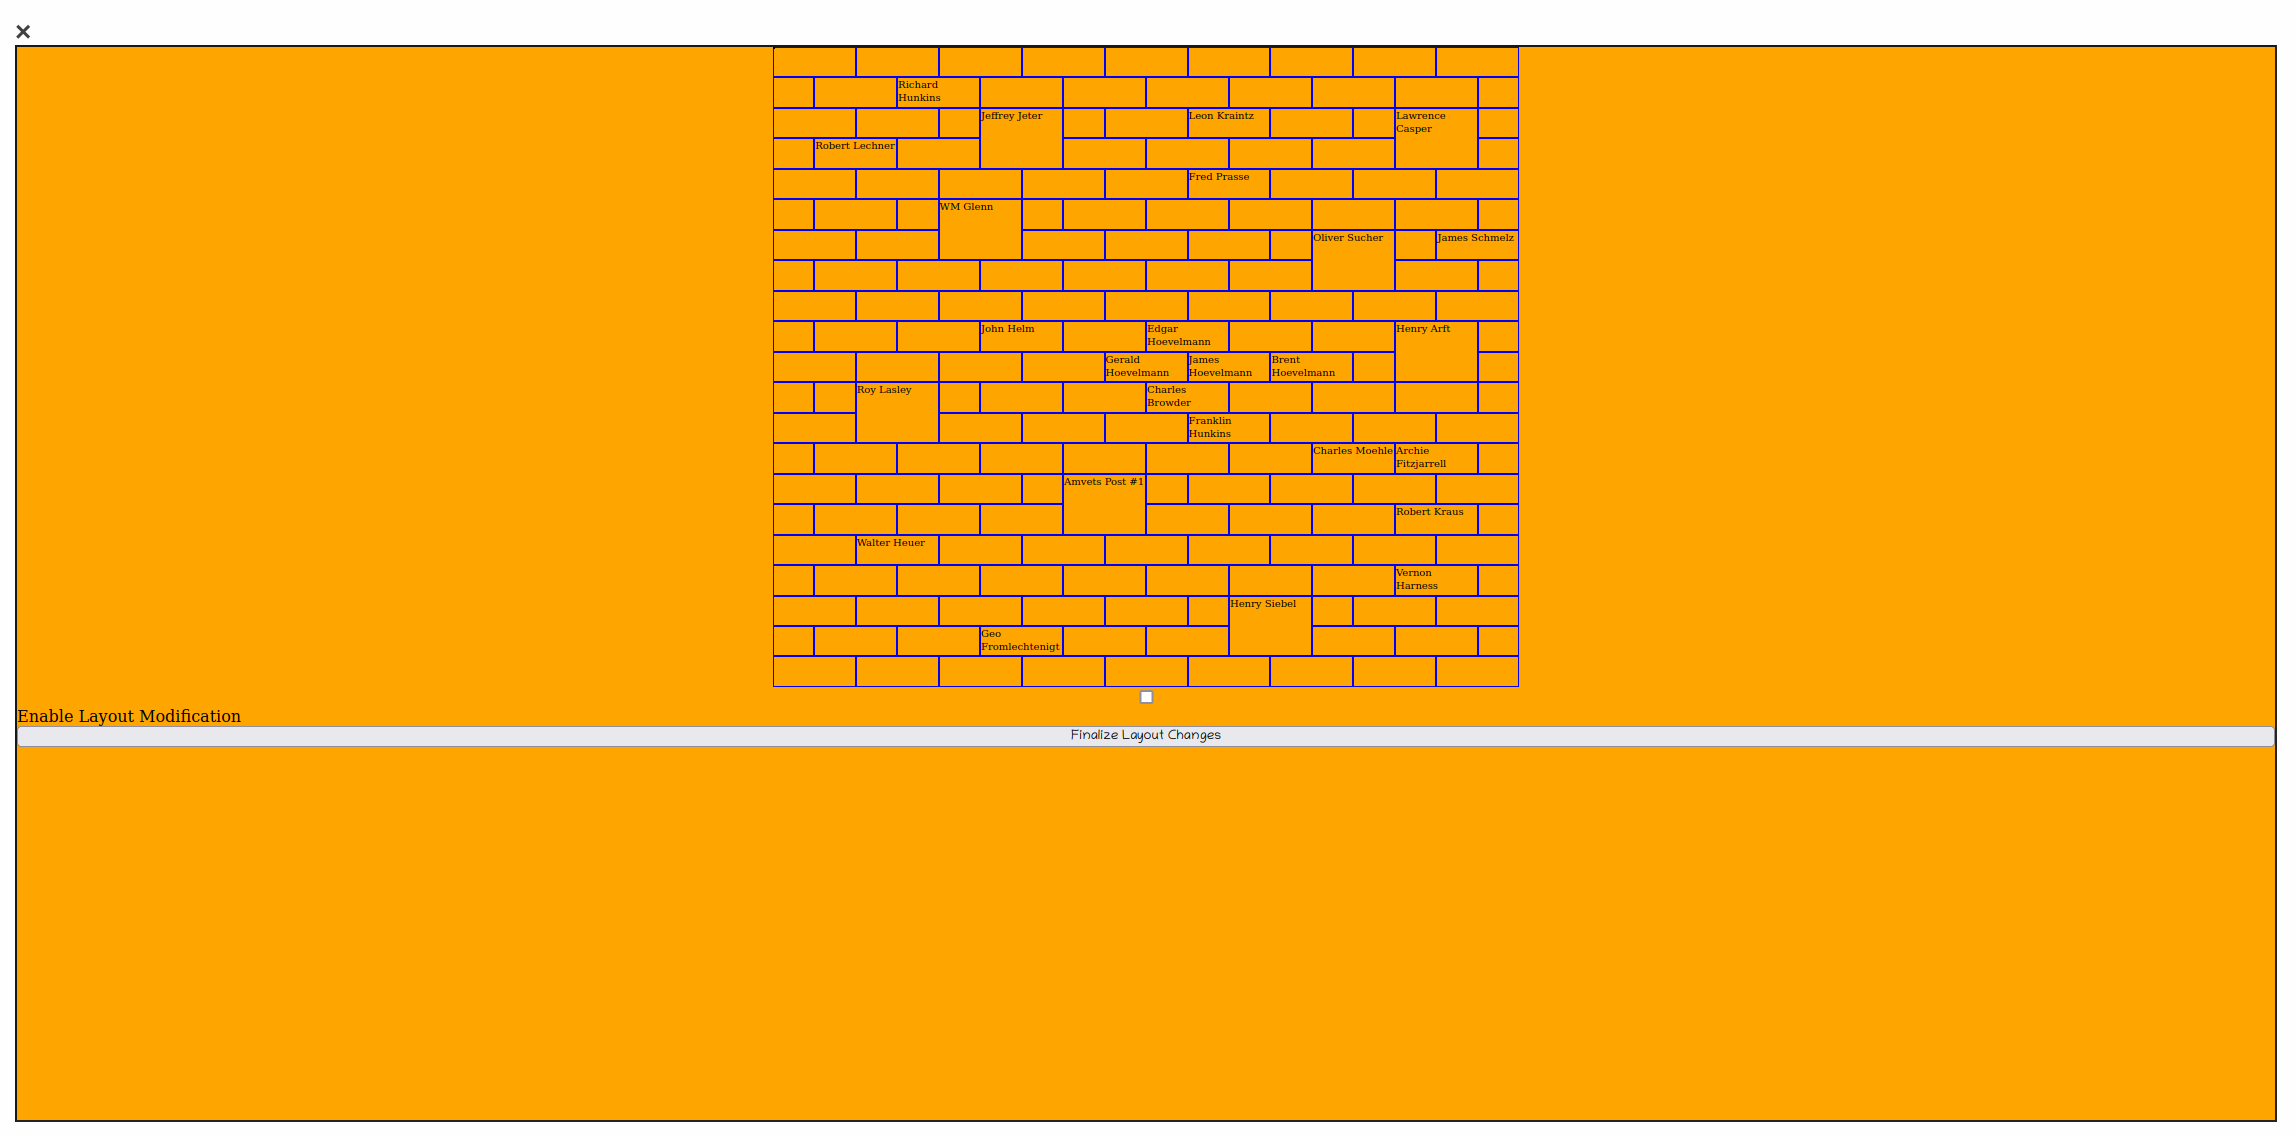 ×
Richard
Hunkins
Jeffrey Jeter
Leon Kraintz
Lawrence
Casper
Robert Lechner
Fred Prasse
WM Glenn
Oliver Sucher
James Schmelz
John Helm
Edgar
Hoevelmann
Henry Arft
Gerald
Hoevelmann
James
Hoevelmann
Brent
Hoevelmann
Roy Lasley
Charles
Browder
Franklin
Hunkins
Charles Moehle
Archie
Fitzjarrell
Amvets Post #1
Robert Kraus
Walter Heuer
Vernon
Harness
Henry Siebel
Geo
Fromlechtenigt
Enable Layout Modification
Finalize Layout Changes